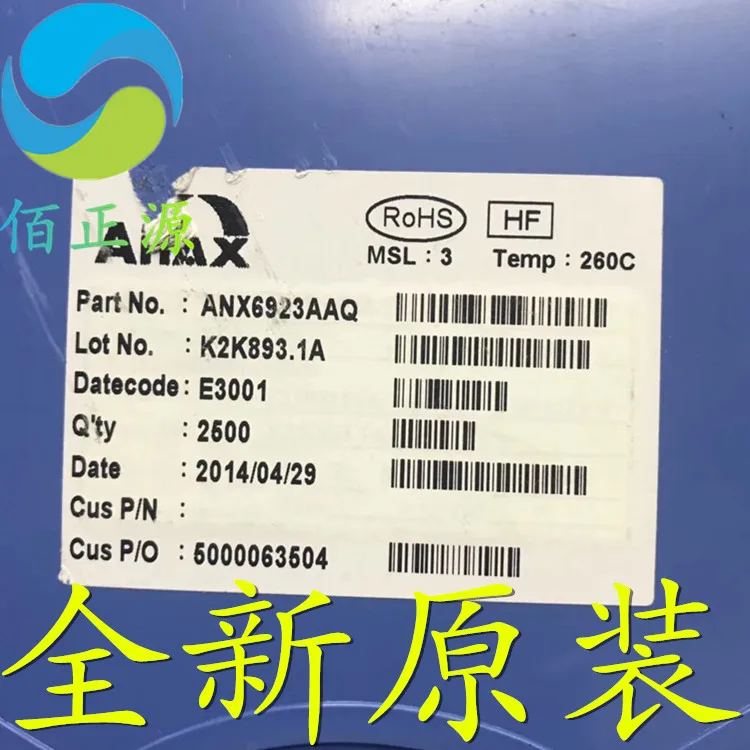 佰正源
Anax
RoHS HF
MSL : 3 Temp : 260C
Part No. : ANX6923AAQ
Lot No. : K2K893.1A
Datecode : E3001
Q'ty : 2500
Date : 2014/04/29
Cus P/N :
Cus P/O : 5000063504
全新原装